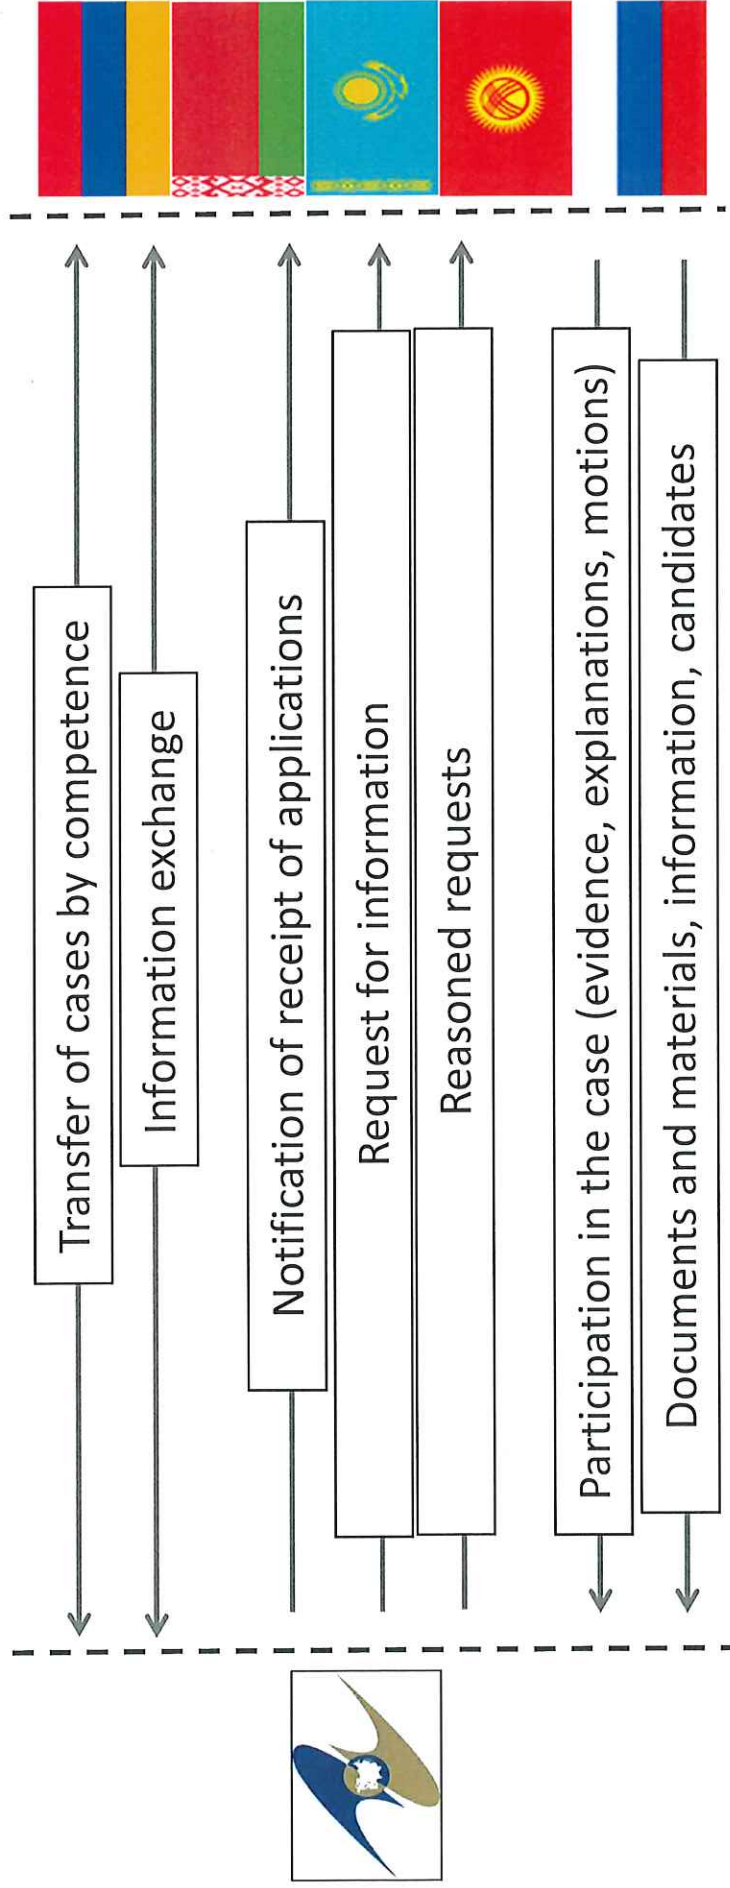 Transfer of cases by competence
Information exchange
Notification of receipt of applications
Request for information
Reasoned requests
Participation in the case (evidence, explanations, motions)
Documents and materials, information, candidates